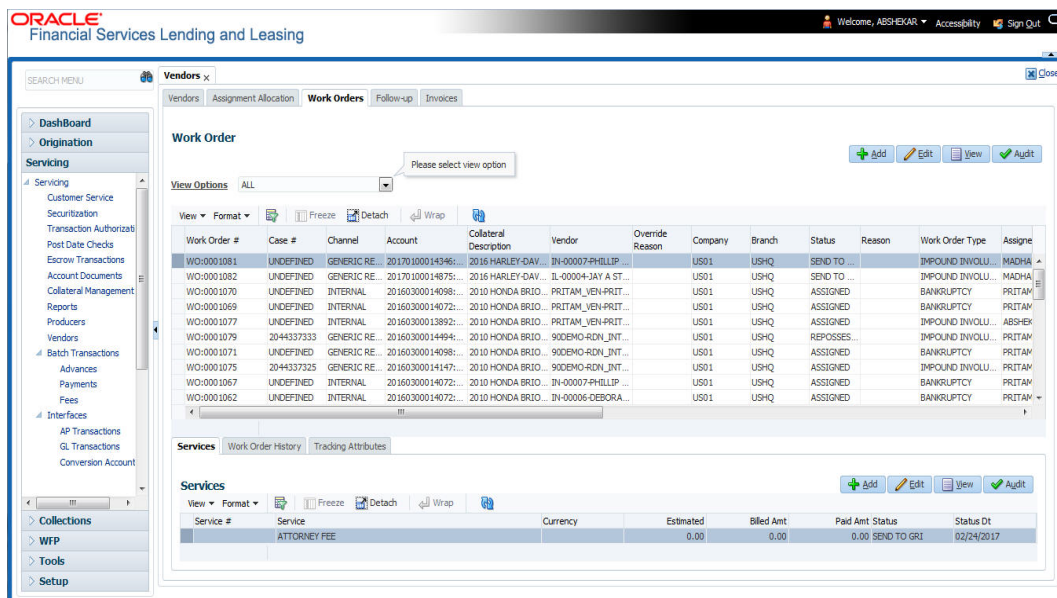 ORACLE
Financial Services Lending and Leasing
Welcome, ABSHEKAR Accessibility Sign Out
SEARCH MENU
Vendors x
Close
Vendors Assignment Allocation Work Orders Follow-up Invoices
DashBoard
Origination
Servicing
Servicing
Customer Service
Securitization
Transaction Authorizati
Post Date Checks
Escrow Transactions
Account Documents
Collateral Management
Reports
Producers
Vendors
Batch Transactions
Advances
Payments
Fees
Interfaces
AP Transactions
GL Transactions
Conversion Account
Collections
WFP
Tools
Setup
Work Order
Add Edit View Audit
Please select view option
View Options ALL
View Format Freeze Detach Wrap
Work Order # Case # Channel Account Collateral Description Vendor Override Reason Company Branch Status Reason Work Order Type Assigne
WO:0001081 UNDEFINED GENERIC RE... 20170100014346:... 2016 HARLEY-DAV... IN-00007-PHILLIP ... US01 USHQ SEND TO ... IMPOUND INVOLU... MADHA
WO:0001082 UNDEFINED GENERIC RE... 20170100014875:... 2016 HARLEY-DAV... IL-00004-JAY A ST... US01 USHQ SEND TO ... IMPOUND INVOLU... MADHA
WO:0001070 UNDEFINED INTERNAL 20160300014098:... 2010 HONDA BRIO... PRITAM_VEN-PRIT... US01 USHQ ASSIGNED BANKRUPTCY PRITAM
WO:0001069 UNDEFINED INTERNAL 20160300014072:... 2010 HONDA BRIO... PRITAM_VEN-PRIT... US01 USHQ ASSIGNED BANKRUPTCY PRITAM
WO:0001077 UNDEFINED INTERNAL 20160300013892:... 2010 HONDA BRIO... PRITAM_VEN-PRIT... US01 USHQ ASSIGNED IMPOUND INVOLU... ABSHEK
WO:0001079 2044337333 GENERIC RE... 20160300014494:... 2010 HONDA BRIO... 90DEMO-RDN_INT... US01 USHQ REPOSSES... IMPOUND INVOLU... PRITAM
WO:0001071 UNDEFINED GENERIC RE... 20160300014098:... 2010 HONDA BRIO... 90DEMO-RDN_INT... US01 USHQ ASSIGNED BANKRUPTCY PRITAM
WO:0001075 2044337325 GENERIC RE... 20160300014147:... 2010 HONDA BRIO... 90DEMO-RDN_INT... US01 USHQ ASSIGNED IMPOUND INVOLU... PRITAM
WO:0001067 UNDEFINED INTERNAL 20160300014072:... 2010 HONDA BRIO... IN-00007-PHILLIP ... US01 USHQ ASSIGNED BANKRUPTCY PRITAM
WO:0001062 UNDEFINED INTERNAL 20160300014072:... 2010 HONDA BRIO... IN-00006-DEBORA... US01 USHQ ASSIGNED BANKRUPTCY PRITAM
Services Work Order History Tracking Attributes
Services
Add Edit View Audit
View Format Freeze Detach Wrap
Service # Service Currency Estimated Billed Amt Paid Amt Status Status Dt
ATTORNEY FEE 0.00 0.00 0.00 SEND TO GRI 02/24/2017